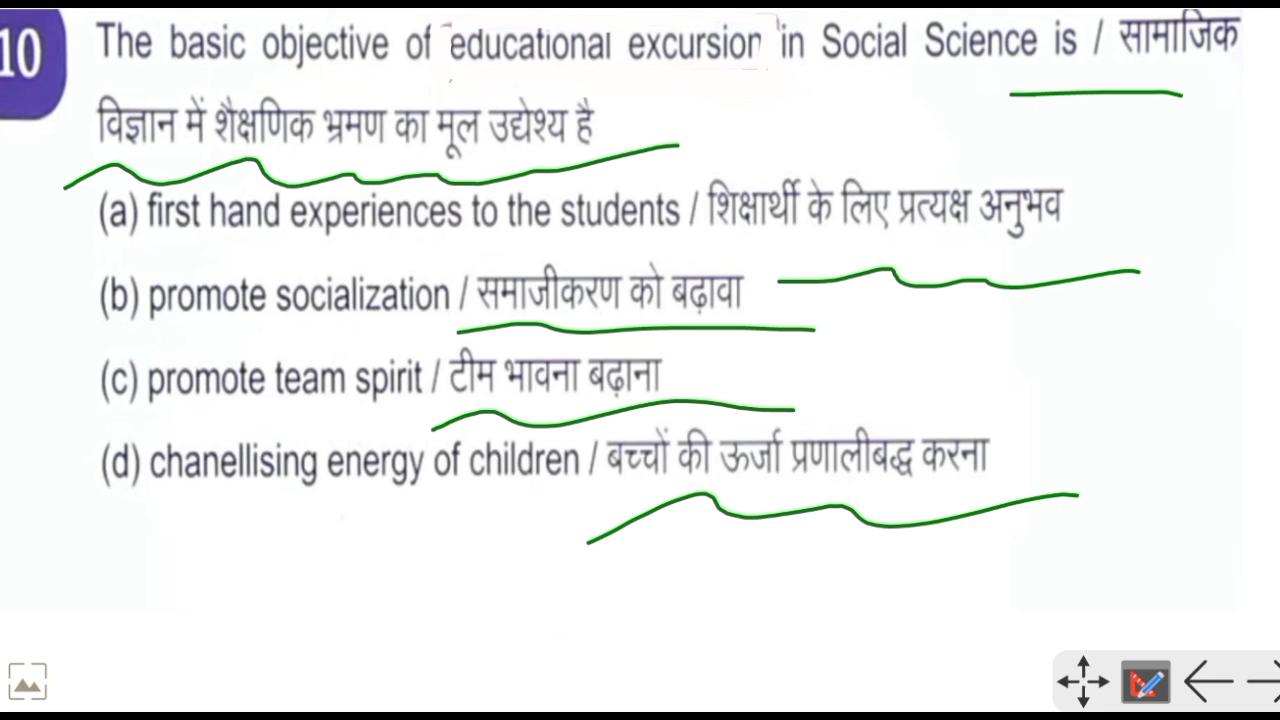 10 The basic objective of educational excursion in Social Science is / सामाजिक
विज्ञान में शैक्षणिक भ्रमण का मूल उद्येश्य है
(a) first hand experiences to the students / शिक्षार्थी के लिए प्रत्यक्ष अनुभव
(b) promote socialization / समाजीकरण को बढ़ावा
(c) promote team spirit / टीम भावना बढ़ाना
(d) chanellising energy of children / बच्चों की ऊर्जा प्रणालीबद्ध करना